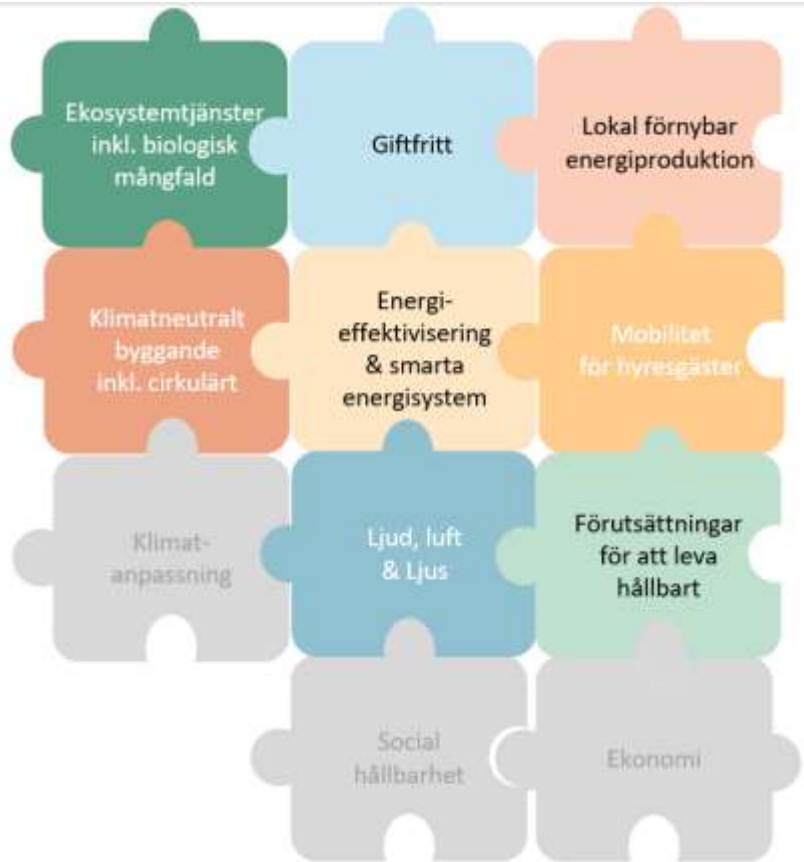 Ekosystemtjänster
inkl. biologisk
mångfald
Giftfritt
Lokal förnybar
energiproduktion
Klimatneutralt
byggande
inkl. cirkulärt
Energi-
effektivisering
& smarta
energisystem
Mobilitet
för hyresgäster
Klimat-
anpassning
Ljud, luft
& Ljus
Förutsättningar
för att leva
hållbart
Social
hållbarhet
Ekonomi